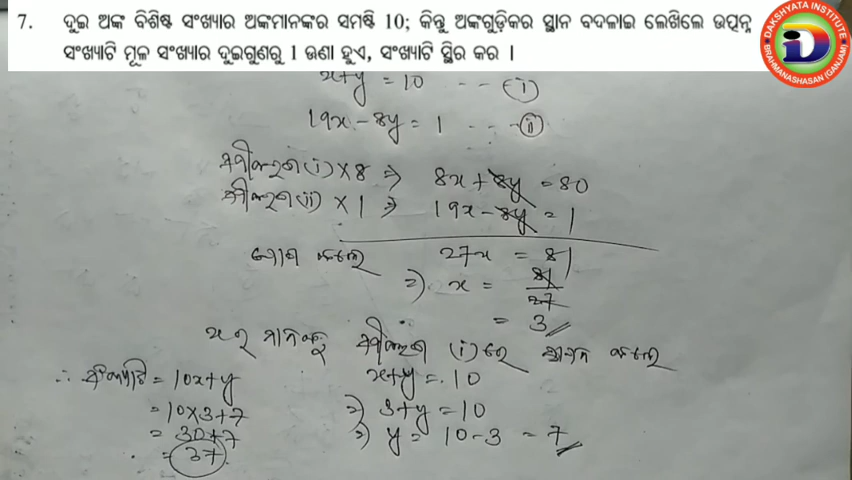 7. ଦୁଇ ଅଙ୍କ ବିଶିଷ୍ଟ ସଂଖ୍ୟାର ଅଙ୍କମାନଙ୍କର ସମଷ୍ଟି 10; କିନ୍ତୁ ଅଙ୍କଗୁଡ଼ିକର ସ୍ଥାନ ବଦଳାଇ ଲେଖିଲେ ଉତ୍ପନ୍ନ
ସଂଖ୍ୟାଟି ମୂଳ ସଂଖ୍ୟାର ଦୁଇଗୁଣରୁ 1 ଊଣା ହୁଏ, ସଂଖ୍ୟାଟି ସ୍ଥିର କର ।
DAKSHYATA INSTITUTE
BRAHMANASHASAN (GANJAM)
x+y = 10 -- (i)
19x - 8y = 1 --- (ii)
ସମୀକରଣ (i) × 8 ⇒ 8x + 8y = 80
ସମୀକରଣ (ii) × 1 ⇒ 19x - 8y = 1
ଯୋଗ କଲେ 27x = 81
⇒ x = 81/27
= 3
x ର ମାନକୁ ସମୀକରଣ (i) ରେ ସ୍ଥାପନ କଲେ
x+y = 10
⇒ 3+y = 10
⇒ y = 10-3 = 7
∴ ସଂଖ୍ୟାଟି = 10x+y
= 10×3+7
= 30+7
= 37